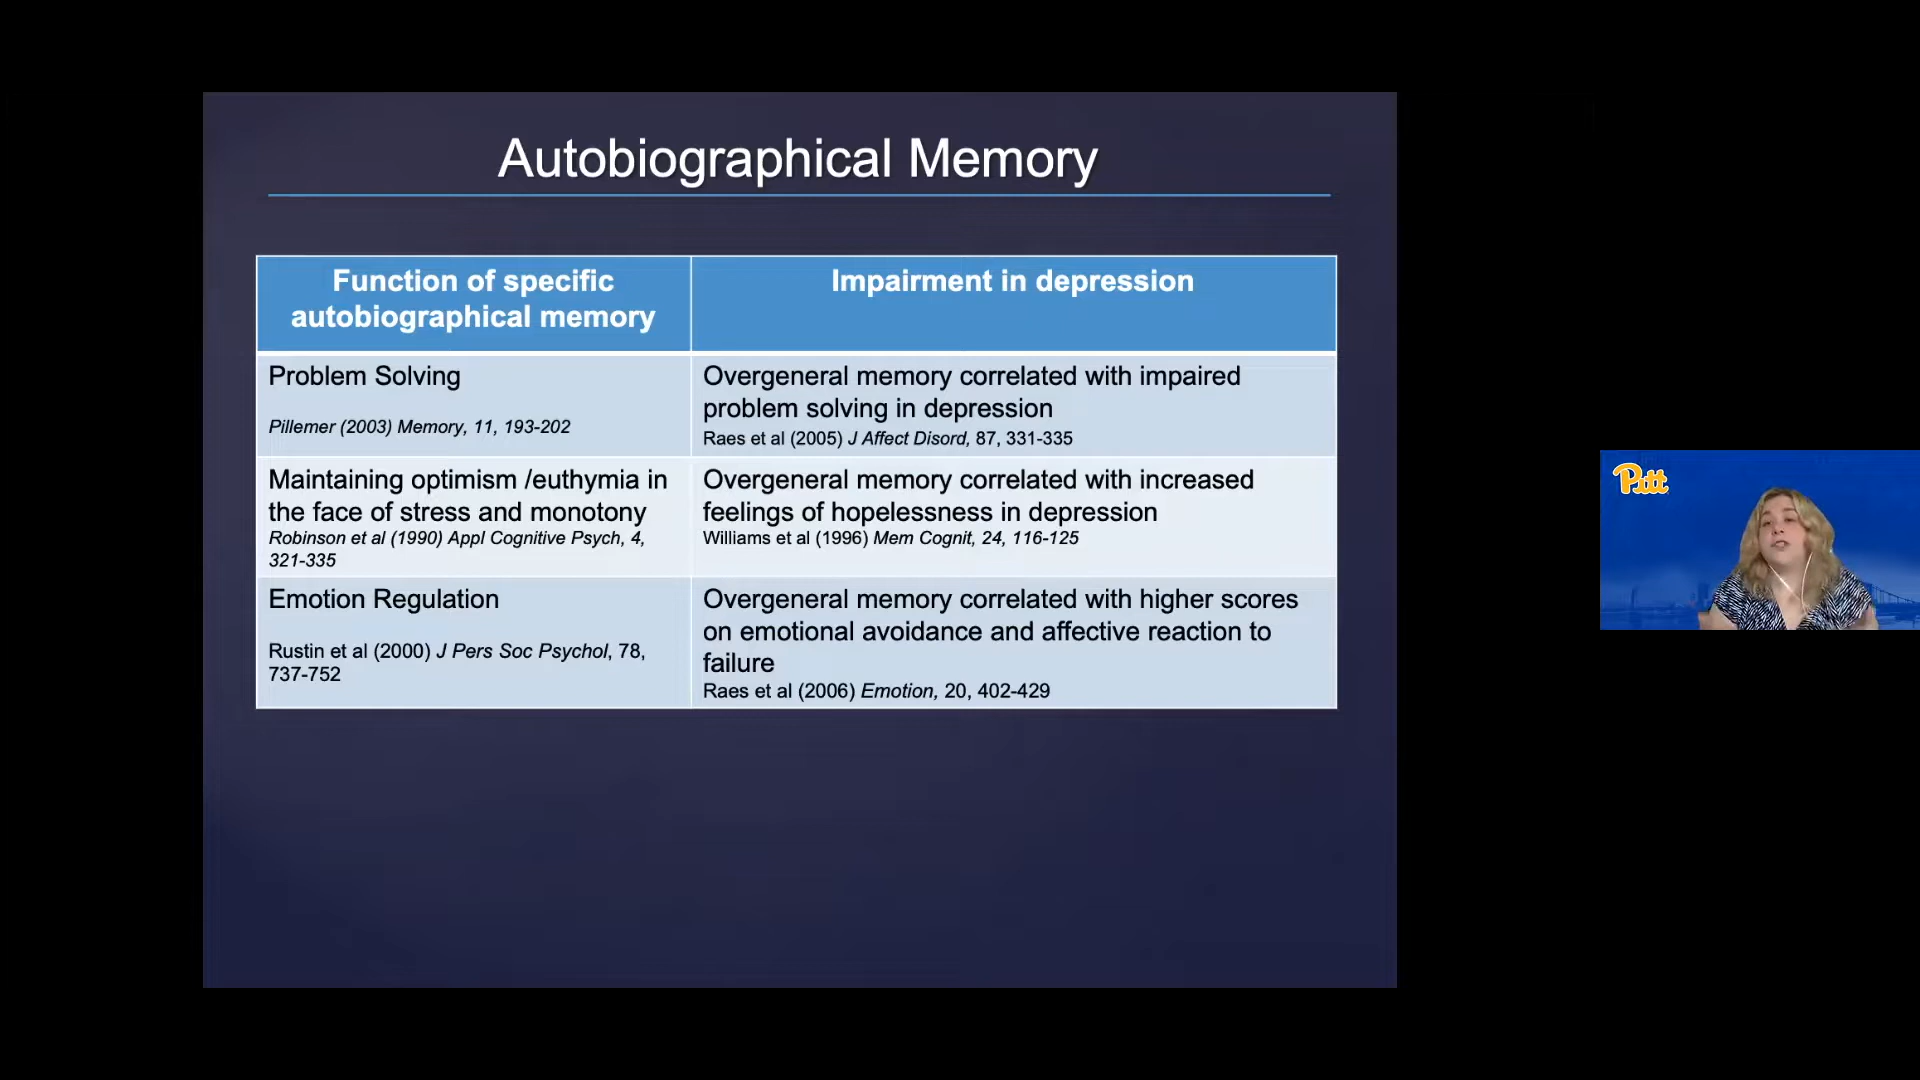 Autobiographical Memory
Function of specific
autobiographical memory
Impairment in depression
Problem Solving
Pillemer (2003) Memory, 11, 193-202
Overgeneral memory correlated with impaired
problem solving in depression
Raes et al (2005) J Affect Disord, 87, 331-335
Maintaining optimism /euthymia in
the face of stress and monotony
Robinson et al (1990) Appl Cognitive Psych, 4,
321-335
Overgeneral memory correlated with increased
feelings of hopelessness in depression
Williams et al (1996) Mem Cognit, 24, 116-125
Emotion Regulation
Rustin et al (2000) J Pers Soc Psychol, 78,
737-752
Overgeneral memory correlated with higher scores
on emotional avoidance and affective reaction to
failure
Raes et al (2006) Emotion, 20, 402-429
Pitt